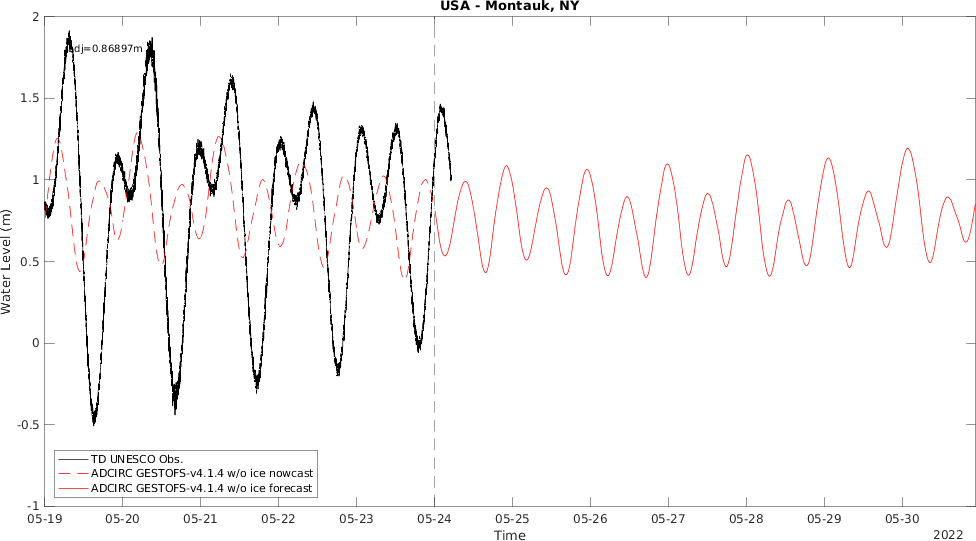 USA - Montauk, NY
adj=0.86897m
Water Level (m)
2
1.5
1
0.5
0
-0.5
-1
TD UNESCO Obs.
ADCIRC GESTOFS-v4.1.4 w/o ice nowcast
ADCIRC GESTOFS-v4.1.4 w/o ice forecast
05-19 05-20 05-21 05-22 05-23 05-24 05-25 05-26 05-27 05-28 05-29 05-30
Time
2022